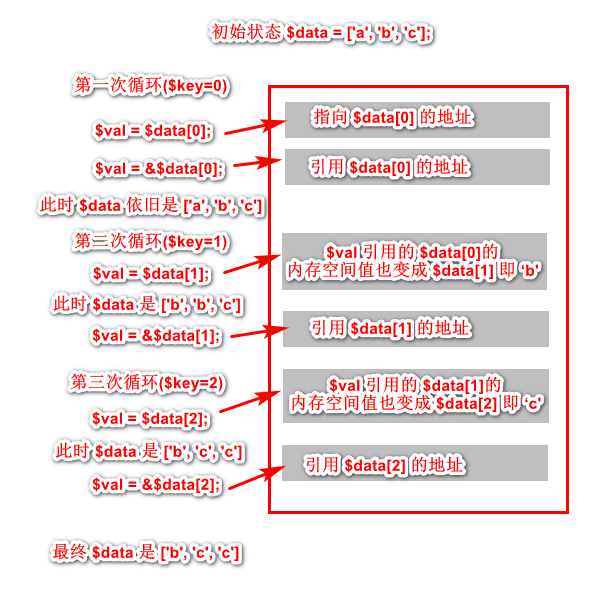 初始状态 $data = ['a', 'b', 'c'];
第一次循环($key=0)
$val = $data[0];
指向 $data[0] 的地址
$val = &$data[0];
引用 $data[0] 的地址
此时 $data 依旧是 ['a', 'b', 'c']
第二次循环($key=1)
$val = $data[1];
$val 引用的 $data[0]的
内存空间值也变成 $data[1] 即 ‘b'
此时 $data 是 ['b', 'b', 'c']
$val = &$data[1];
引用 $data[1] 的地址
第三次循环($key=2)
$val = $data[2];
$val 引用的 $data[1]的
内存空间值也变成 $data[2] 即 ‘c'
此时 $data 是 ['b', 'c', 'c']
$val = &$data[2];
引用 $data[2] 的地址
最终 $data 是 ['b', 'c', 'c']